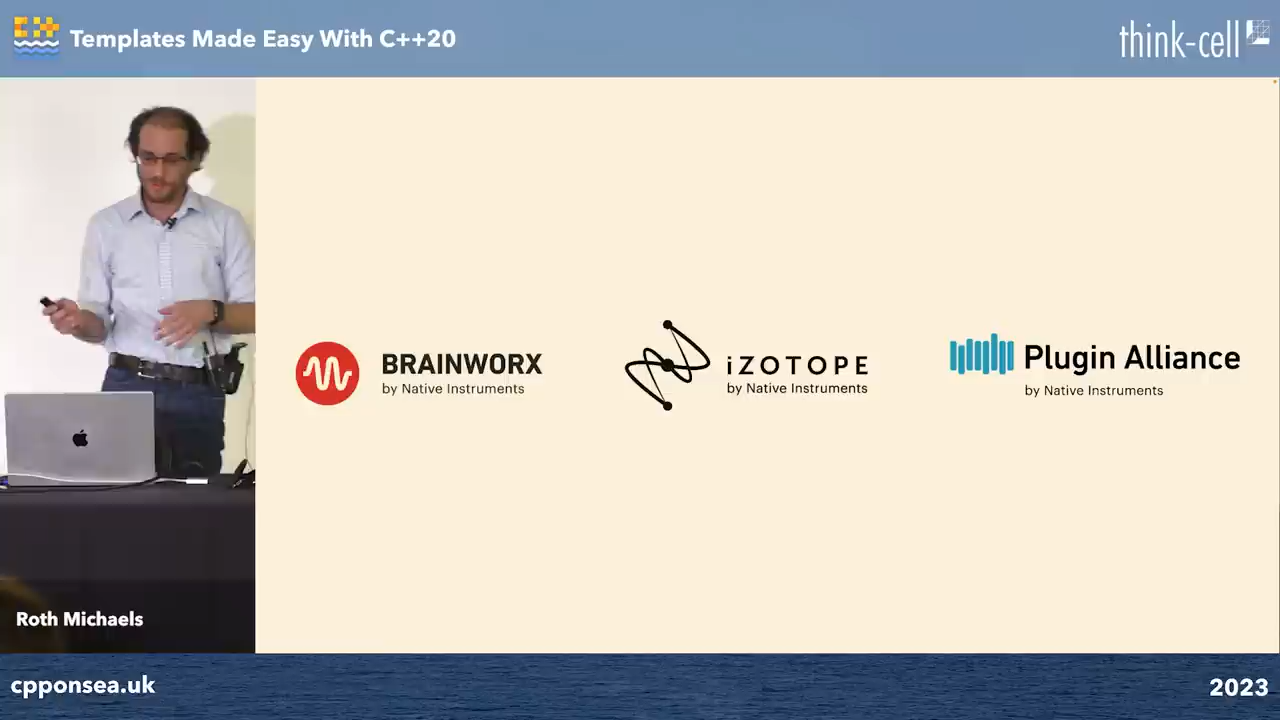 C++
Templates Made Easy With C++20
think-cell
BRAINWORX
by Native Instruments
iZOTOPE
by Native Instruments
Plugin Alliance
by Native Instruments
Roth Michaels
cpponsea.uk
2023